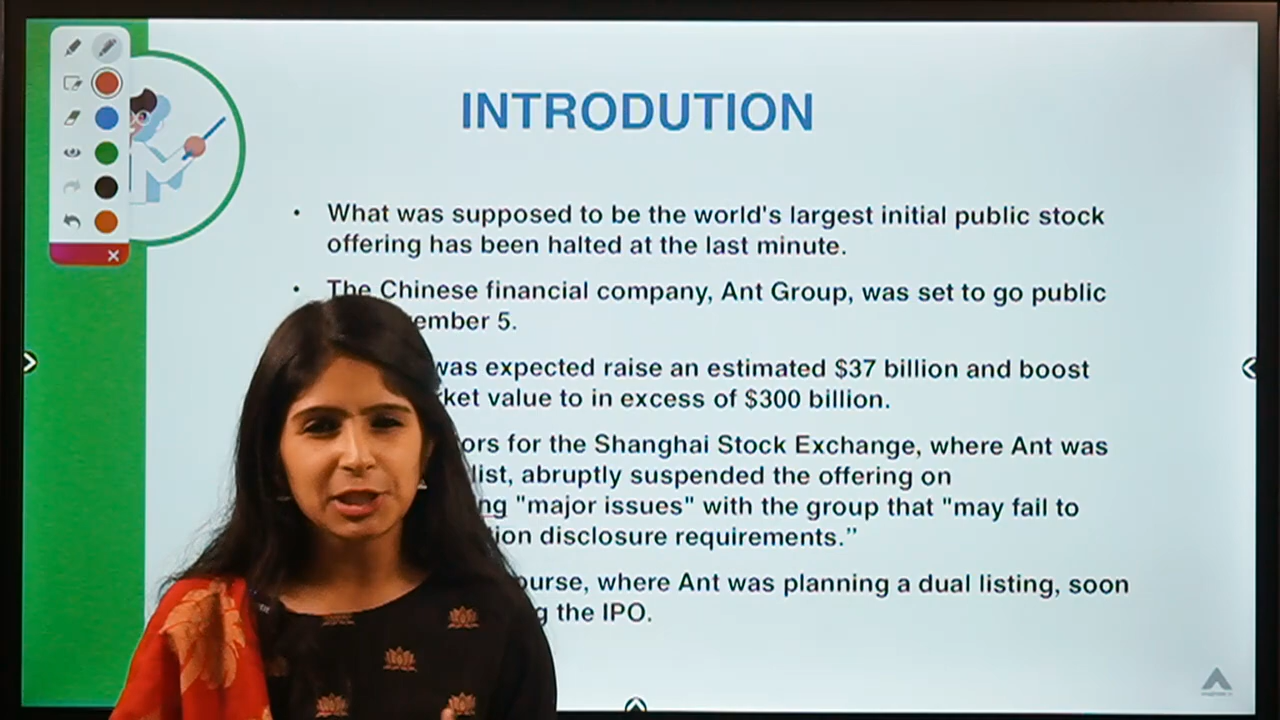 INTRODUTION
• What was supposed to be the world's largest initial public stock
offering has been halted at the last minute.
• The Chinese financial company, Ant Group, was set to go public
ember 5.
was expected raise an estimated $37 billion and boost
ket value to in excess of $300 billion.
ors for the Shanghai Stock Exchange, where Ant was
list, abruptly suspended the offering on
ng "major issues" with the group that "may fail to
ion disclosure requirements.”
ourse, where Ant was planning a dual listing, soon
g the IPO.